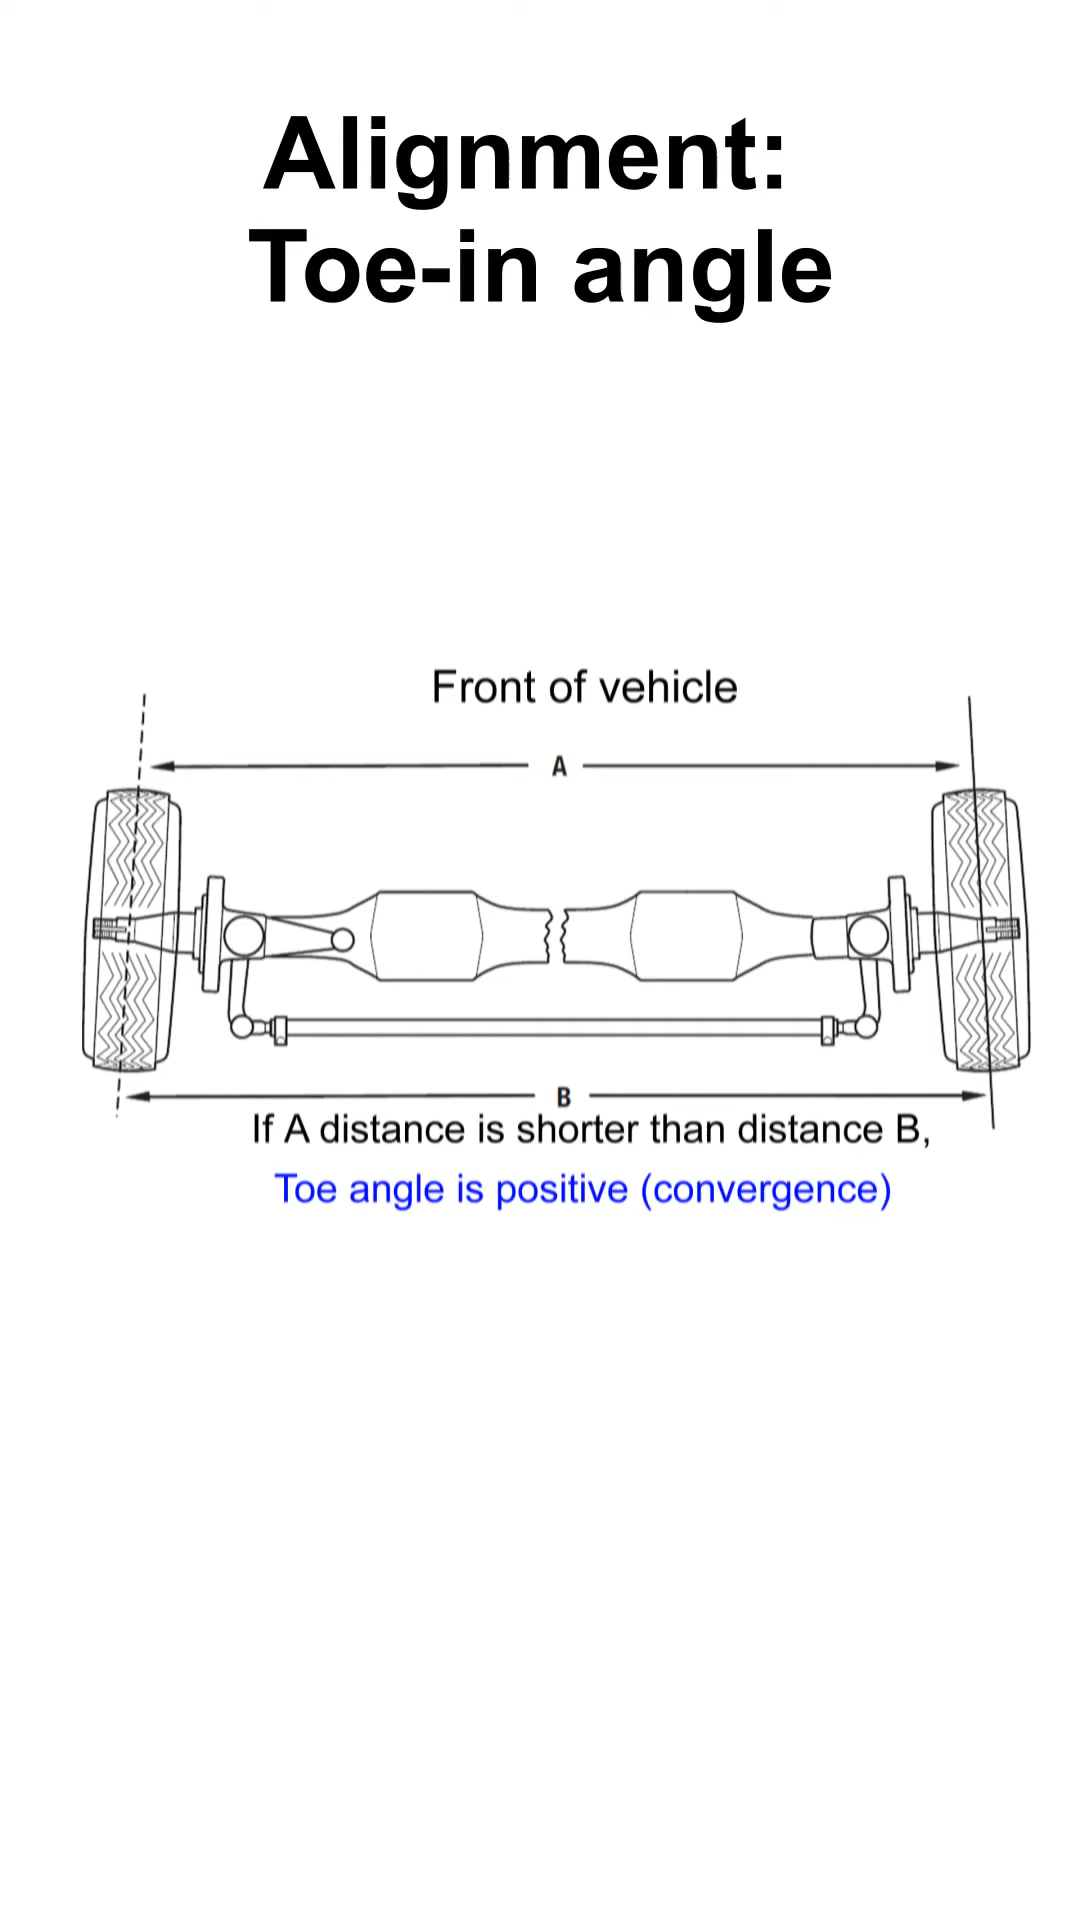 Alignment:
Toe-in angle
Front of vehicle
A
B
If A distance is shorter than distance B,
Toe angle is positive (convergence)